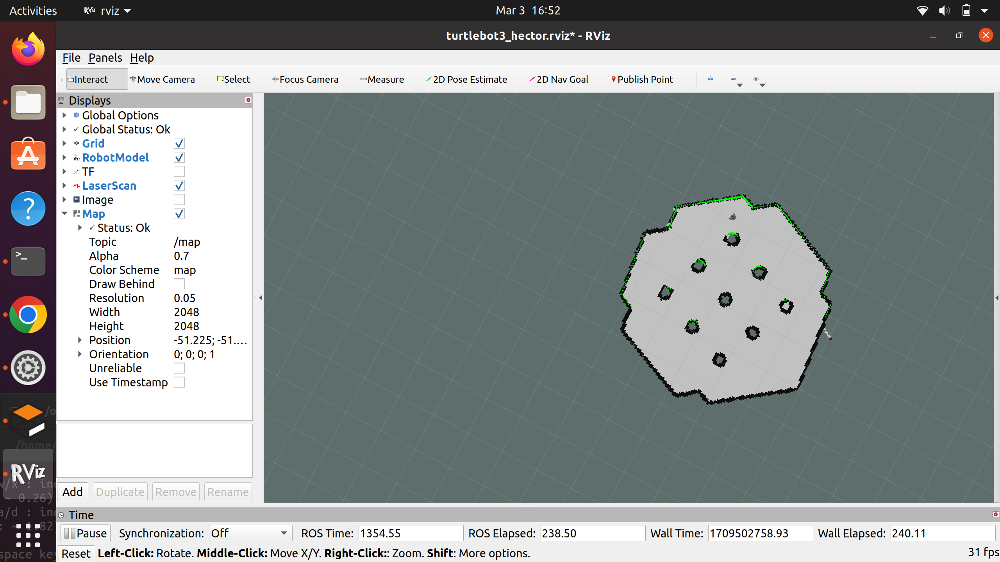 Activities RViz rviz Mar 3 16:52
turtlebot3_hector.rviz* - RViz
File Panels Help
Interact Move Camera Select Focus Camera Measure 2D Pose Estimate 2D Nav Goal Publish Point
Displays
Global Options
Global Status: Ok
Grid
RobotModel
TF
LaserScan
Image
Map
Status: Ok
Topic /map
Alpha 0.7
Color Scheme map
Draw Behind
Resolution 0.05
Width 2048
Height 2048
Position -51.225; -51.…
Orientation 0; 0; 0; 1
Unreliable
Use Timestamp
/home/
RViz
~ 0.26)
a/d : inc
: ~ 1.82
space key
Add Duplicate Remove Rename
Time
Pause Synchronization: Off ROS Time: 1354.55 ROS Elapsed: 238.50 Wall Time: 1709502758.93 Wall Elapsed: 240.11
Reset Left-Click: Rotate. Middle-Click: Move X/Y. Right-Click:: Zoom. Shift: More options. 31 fps